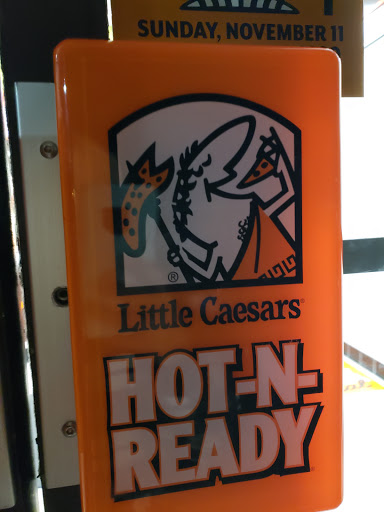 SUNDAY, NOVEMBER 11
®
Little Caesars
HOT-N-
READY